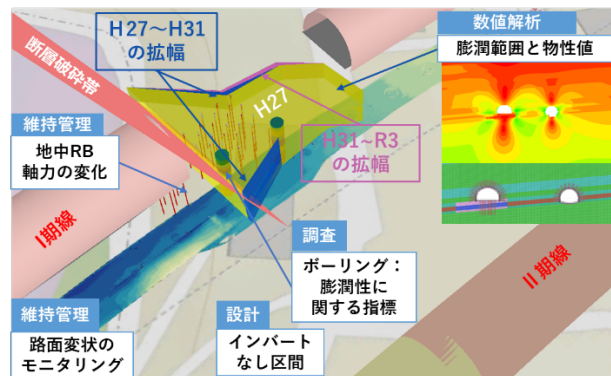 H27～H31
の拡幅
数値解析
膨潤範囲と物性値
断層破砕帯
H27
維持管理
地中RB
軸力の変化
H31~R3
の拡幅
Ⅰ期線
調査
ボーリング：
膨潤性に
関する指標
Ⅱ期線
維持管理
路面変状の
モニタリング
設計
インバート
なし区間